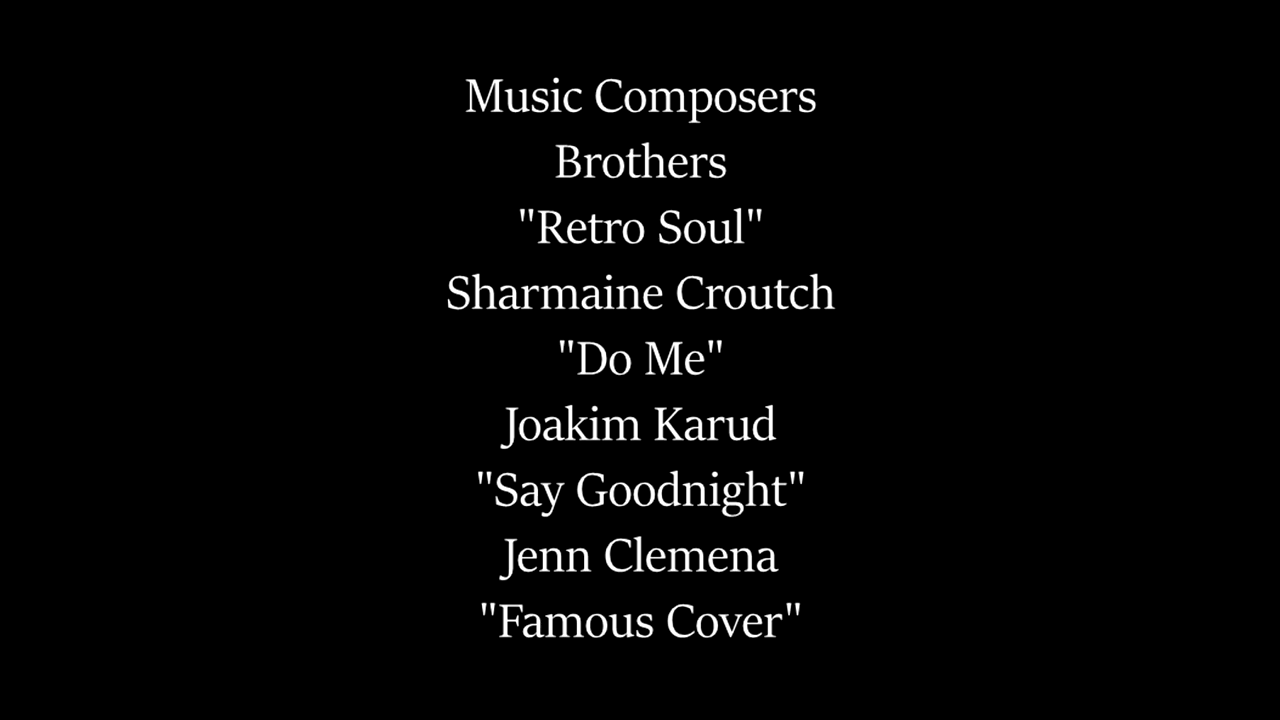 Music Composers
Brothers
"Retro Soul"
Sharmaine Croutch
"Do Me"
Joakim Karud
"Say Goodnight"
Jenn Clemena
"Famous Cover"